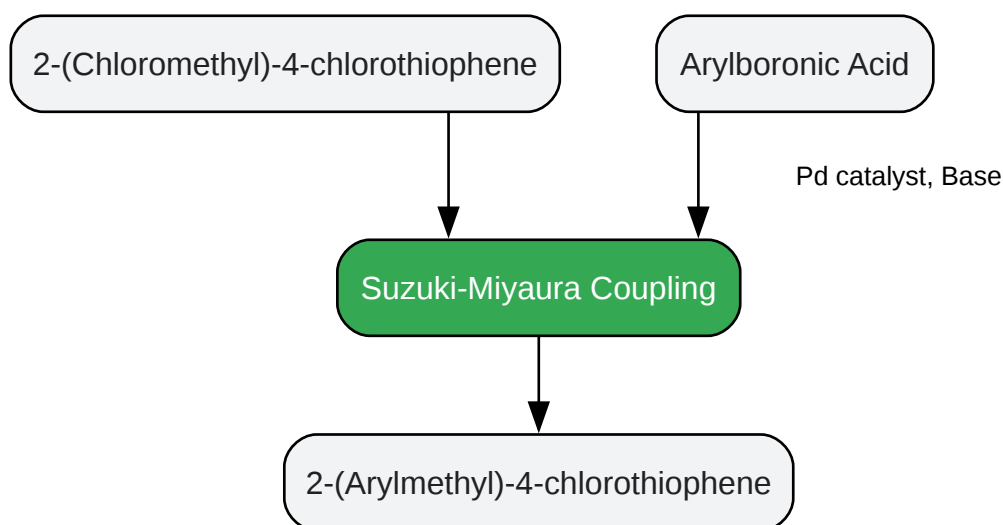 2-(Chloromethyl)-4-chlorothiophene
Arylboronic Acid
Pd catalyst, Base
Suzuki-Miyaura Coupling
2-(Arylmethyl)-4-chlorothiophene